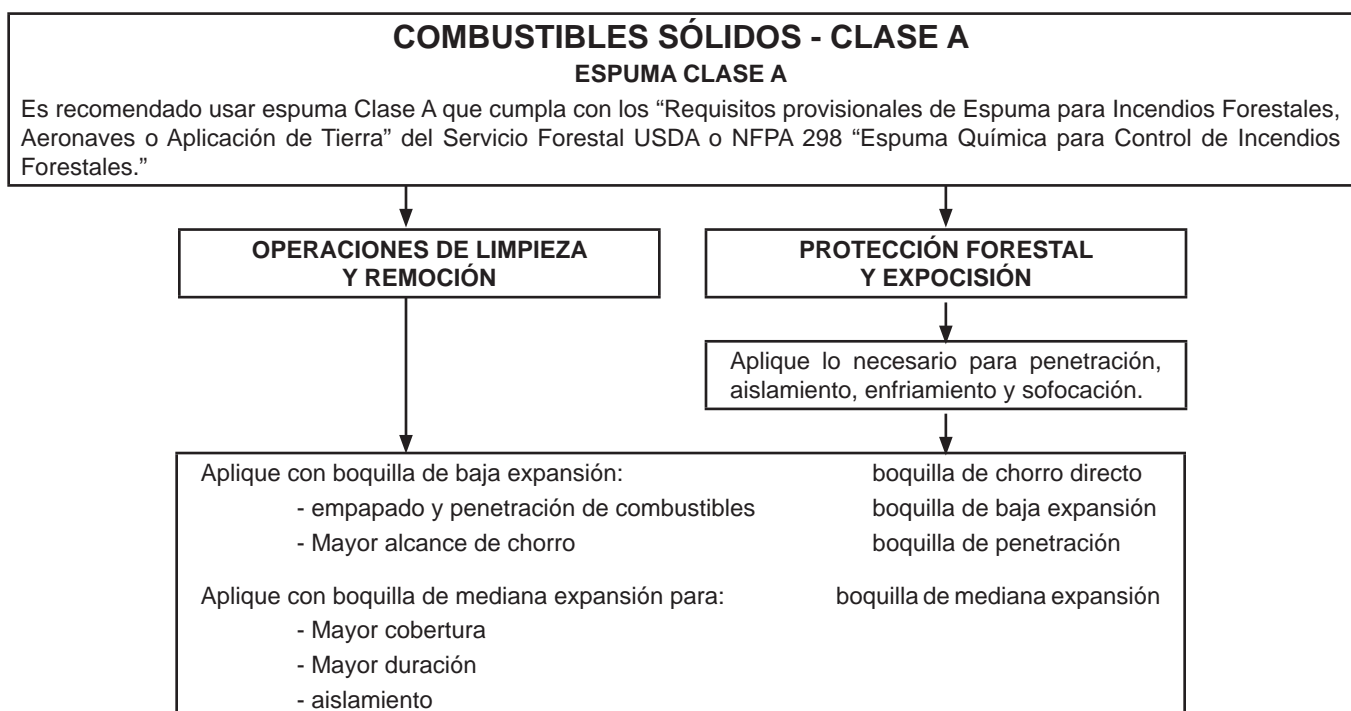 COMBUSTIBLES SÓLIDOS - CLASE A
ESPUMA CLASE A
Es recomendado usar espuma Clase A que cumpla con los “Requisitos provisionales de Espuma para Incendios Forestales,
Aeronaves o Aplicación de Tierra” del Servicio Forestal USDA o NFPA 298 “Espuma Química para Control de Incendios
Forestales.”
OPERACIONES DE LIMPIEZA
Y REMOCIÓN
PROTECCIÓN FORESTAL
Y EXPOCISIÓN
Aplique lo necesario para penetración,
aislamiento, enfriamiento y sofocación.
Aplique con boquilla de baja expansión: boquilla de chorro directo
- empapado y penetración de combustibles boquilla de baja expansión
- Mayor alcance de chorro boquilla de penetración
Aplique con boquilla de mediana expansión para: boquilla de mediana expansión
- Mayor cobertura
- Mayor duración
- aislamiento